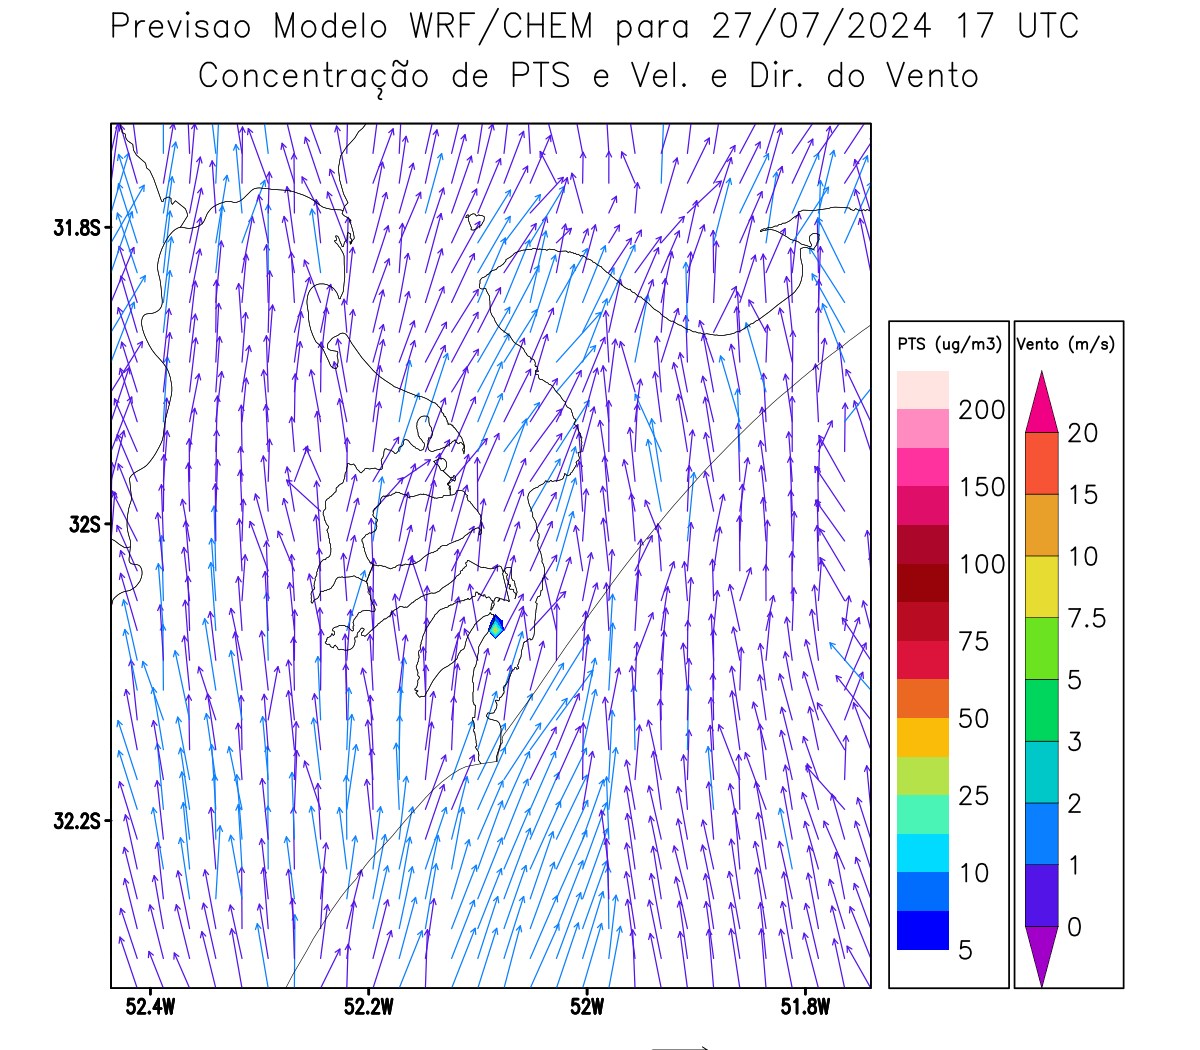 Previsao Modelo WRF/CHEM para 27/07/2024 17 UTC
Concentração de PTS e Vel. e Dir. do Vento
31.8S
32S
32.2S
52.4W
52.2W
52W
51.8W
PTS (ug/m3)
200
150
100
75
50
25
10
5
Vento (m/s)
20
15
10
7.5
5
3
2
1
0